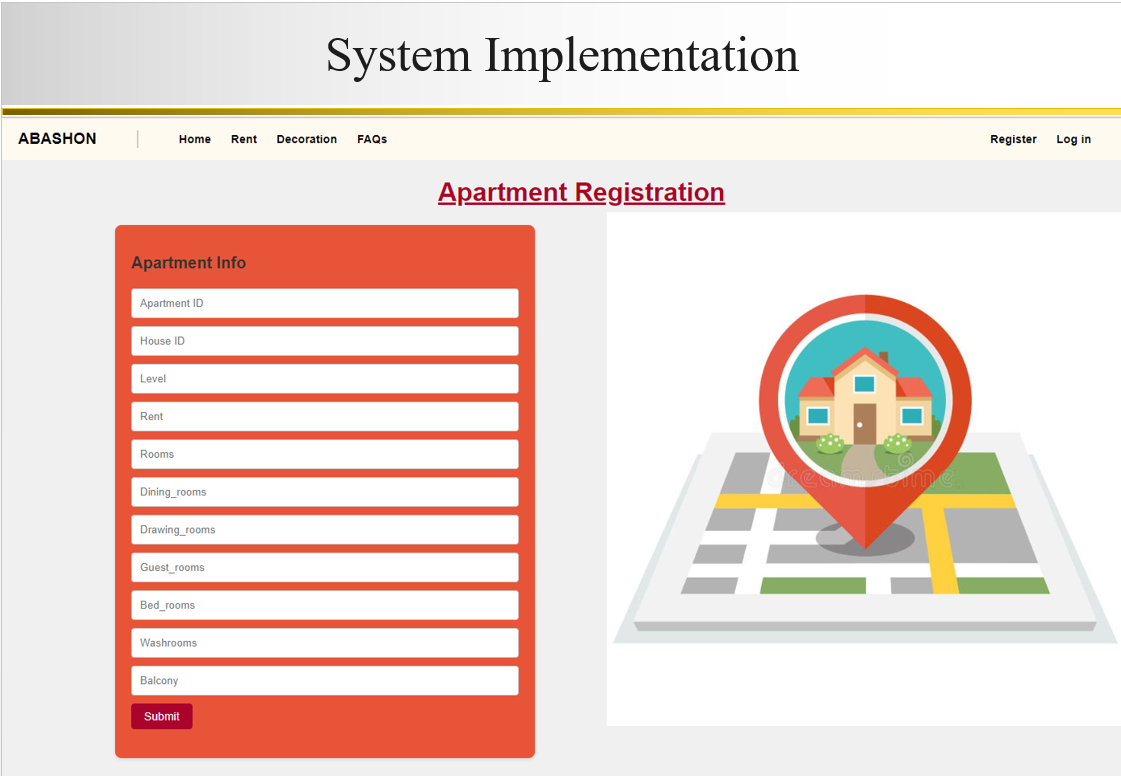 System Implementation
ABASHON | Home Rent Decoration FAQs Register Log in
Apartment Registration
Apartment Info
Apartment ID
House ID
Level
Rent
Rooms
Dining_rooms
Drawing_rooms
Guest_rooms
Bed_rooms
Washrooms
Balcony
Submit
dreamstime